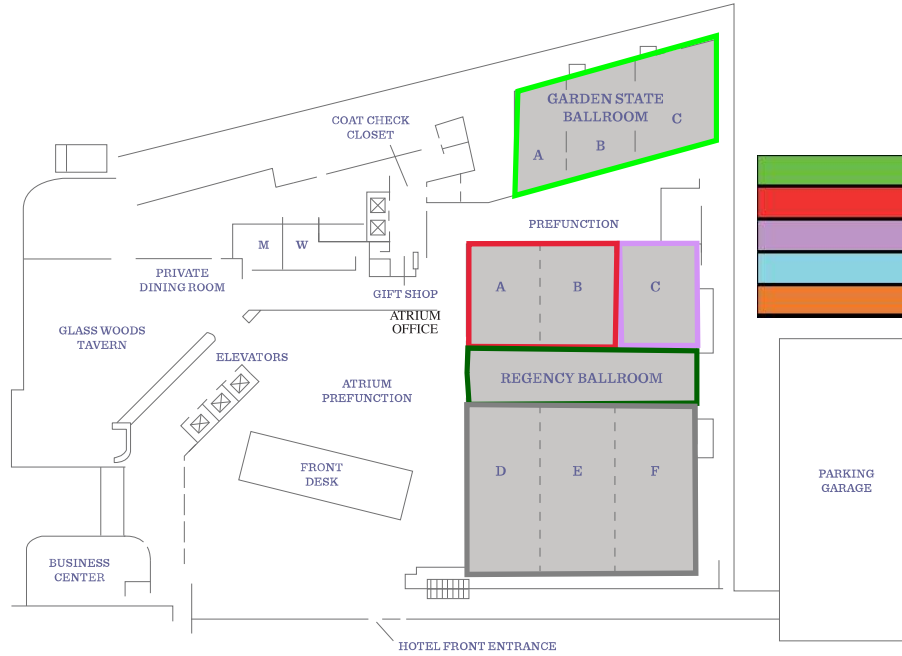 GARDEN STATE
BALLROOM
A
B
C
COAT CHECK
CLOSET
PREFUNCTION
M
W
PRIVATE
DINING ROOM
GIFT SHOP
ATRIUM
OFFICE
A
B
C
GLASS WOODS
TAVERN
ELEVATORS
ATRIUM
PREFUNCTION
REGENCY BALLROOM
D
E
F
FRONT
DESK
PARKING
GARAGE
BUSINESS
CENTER
HOTEL FRONT ENTRANCE